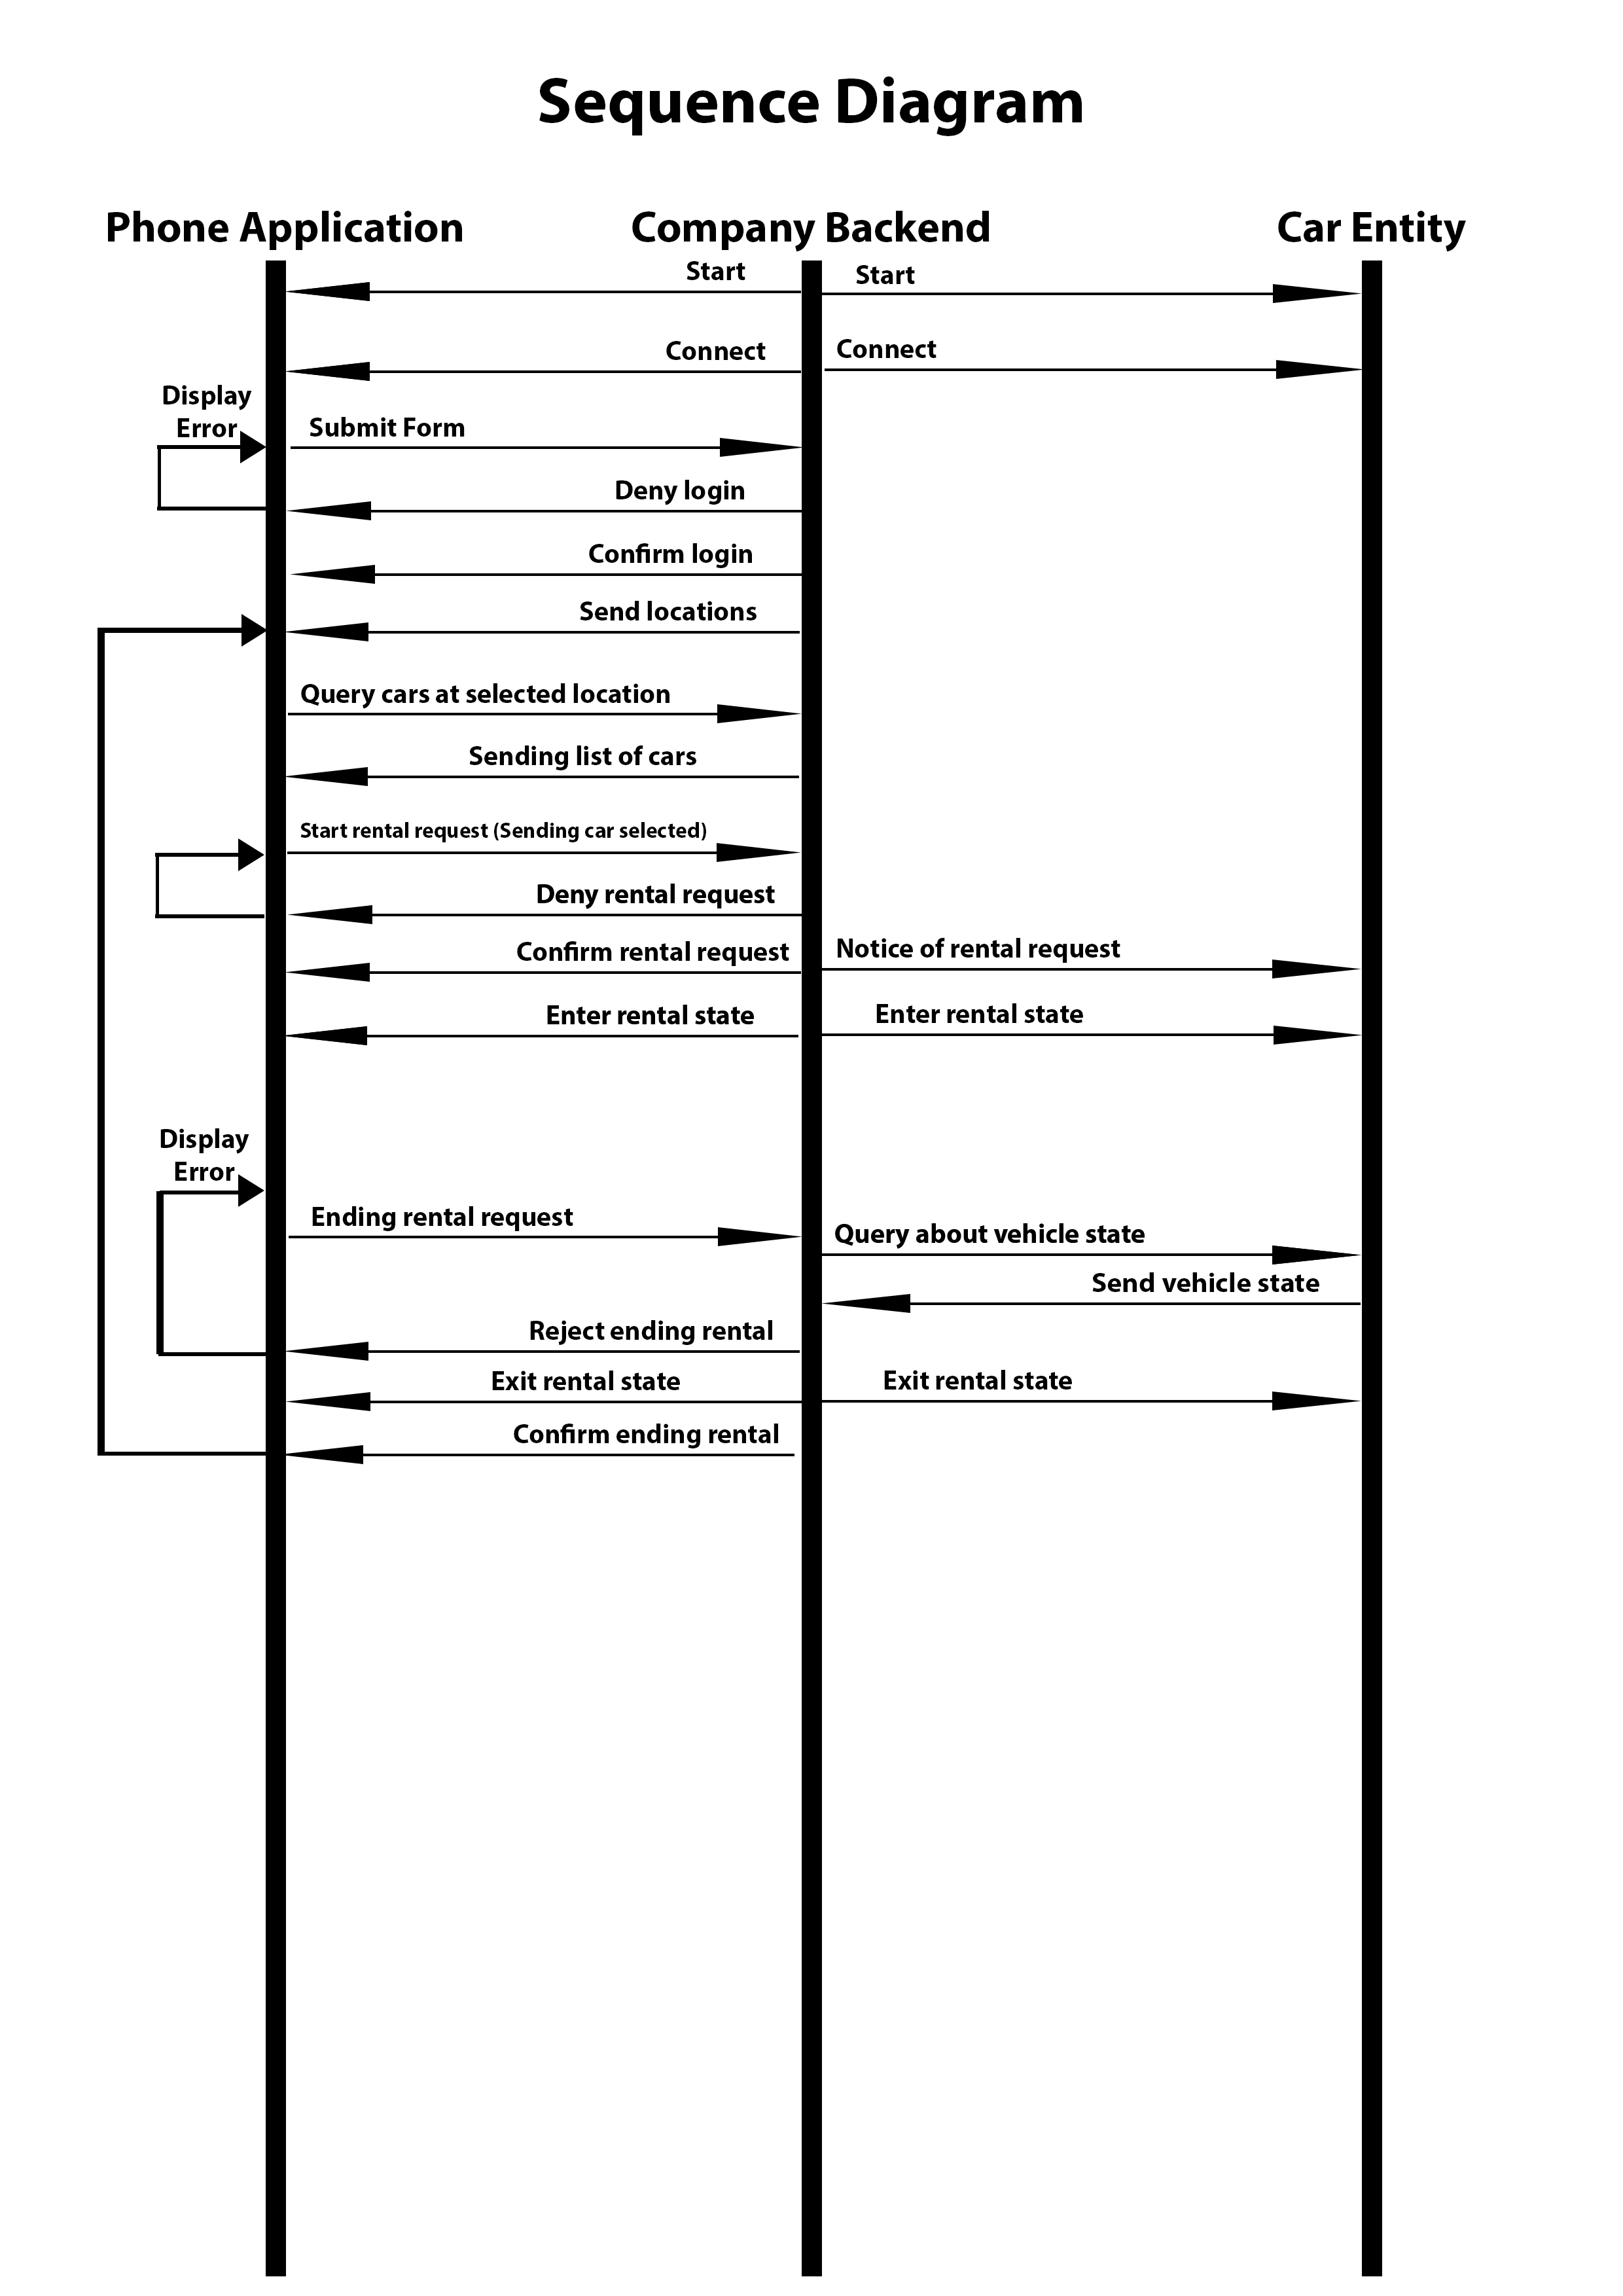 Sequence Diagram
Phone Application
Company Backend
Car Entity
Start
Start
Connect
Connect
Display
Error
Submit Form
Deny login
Confirm login
Send locations
Query cars at selected location
Sending list of cars
Start rental request (Sending car selected)
Deny rental request
Confirm rental request
Notice of rental request
Enter rental state
Enter rental state
Display
Error
Ending rental request
Query about vehicle state
Send vehicle state
Reject ending rental
Exit rental state
Exit rental state
Confirm ending rental